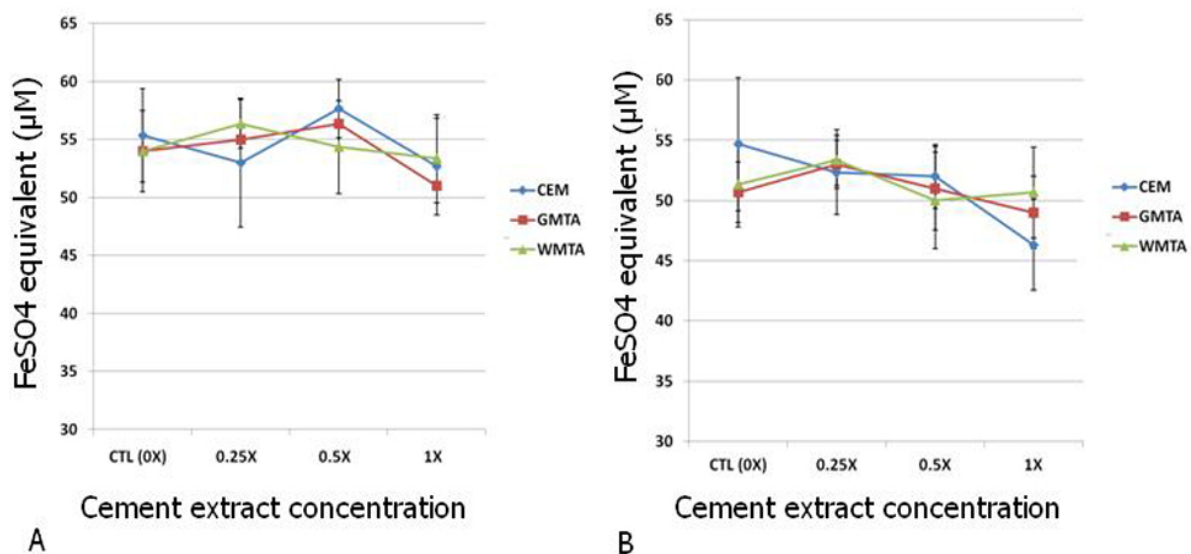 65
60
55
50
45
40
35
30
FeSO4 equivalent (µM)
CTL (0X) 0.25X 0.5X 1X
Cement extract concentration
CEM
GMTA
WMTA
A
65
60
55
50
45
40
35
30
FeSO4 equivalent (µM)
CTL (0X) 0.25X 0.5X 1X
Cement extract concentration
CEM
GMTA
WMTA
B